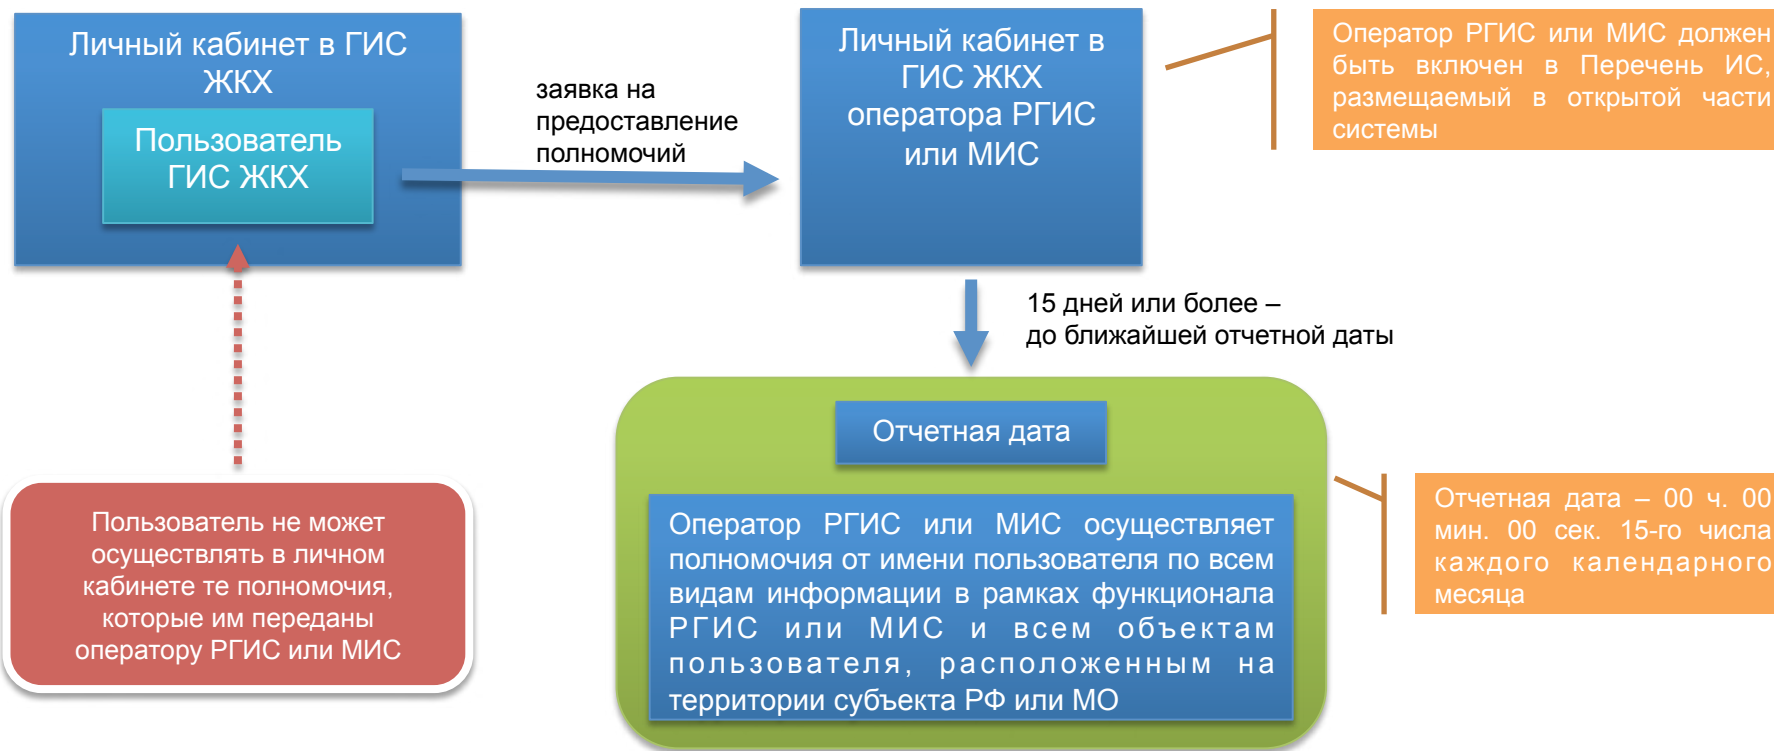 Личный кабинет в ГИС
ЖКХ
Пользователь
ГИС ЖКХ
заявка на
предоставление
полномочий
Личный кабинет в
ГИС ЖКХ
оператора РГИС
или МИС
Оператор РГИС или МИС должен
быть включен в Перечень ИС,
размещаемый в открытой части
системы
15 дней или более –
до ближайшей отчетной даты
Отчетная дата
Оператор РГИС или МИС осуществляет
полномочия от имени пользователя по всем
видам информации в рамках функционала
РГИС или МИС и всем объектам
пользователя, расположенным на
территории субъекта РФ или МО
Отчетная дата – 00 ч. 00
мин. 00 сек. 15-го числа
каждого календарного
месяца
Пользователь не может
осуществлять в личном
кабинете те полномочия,
которые им переданы
оператору РГИС или МИС